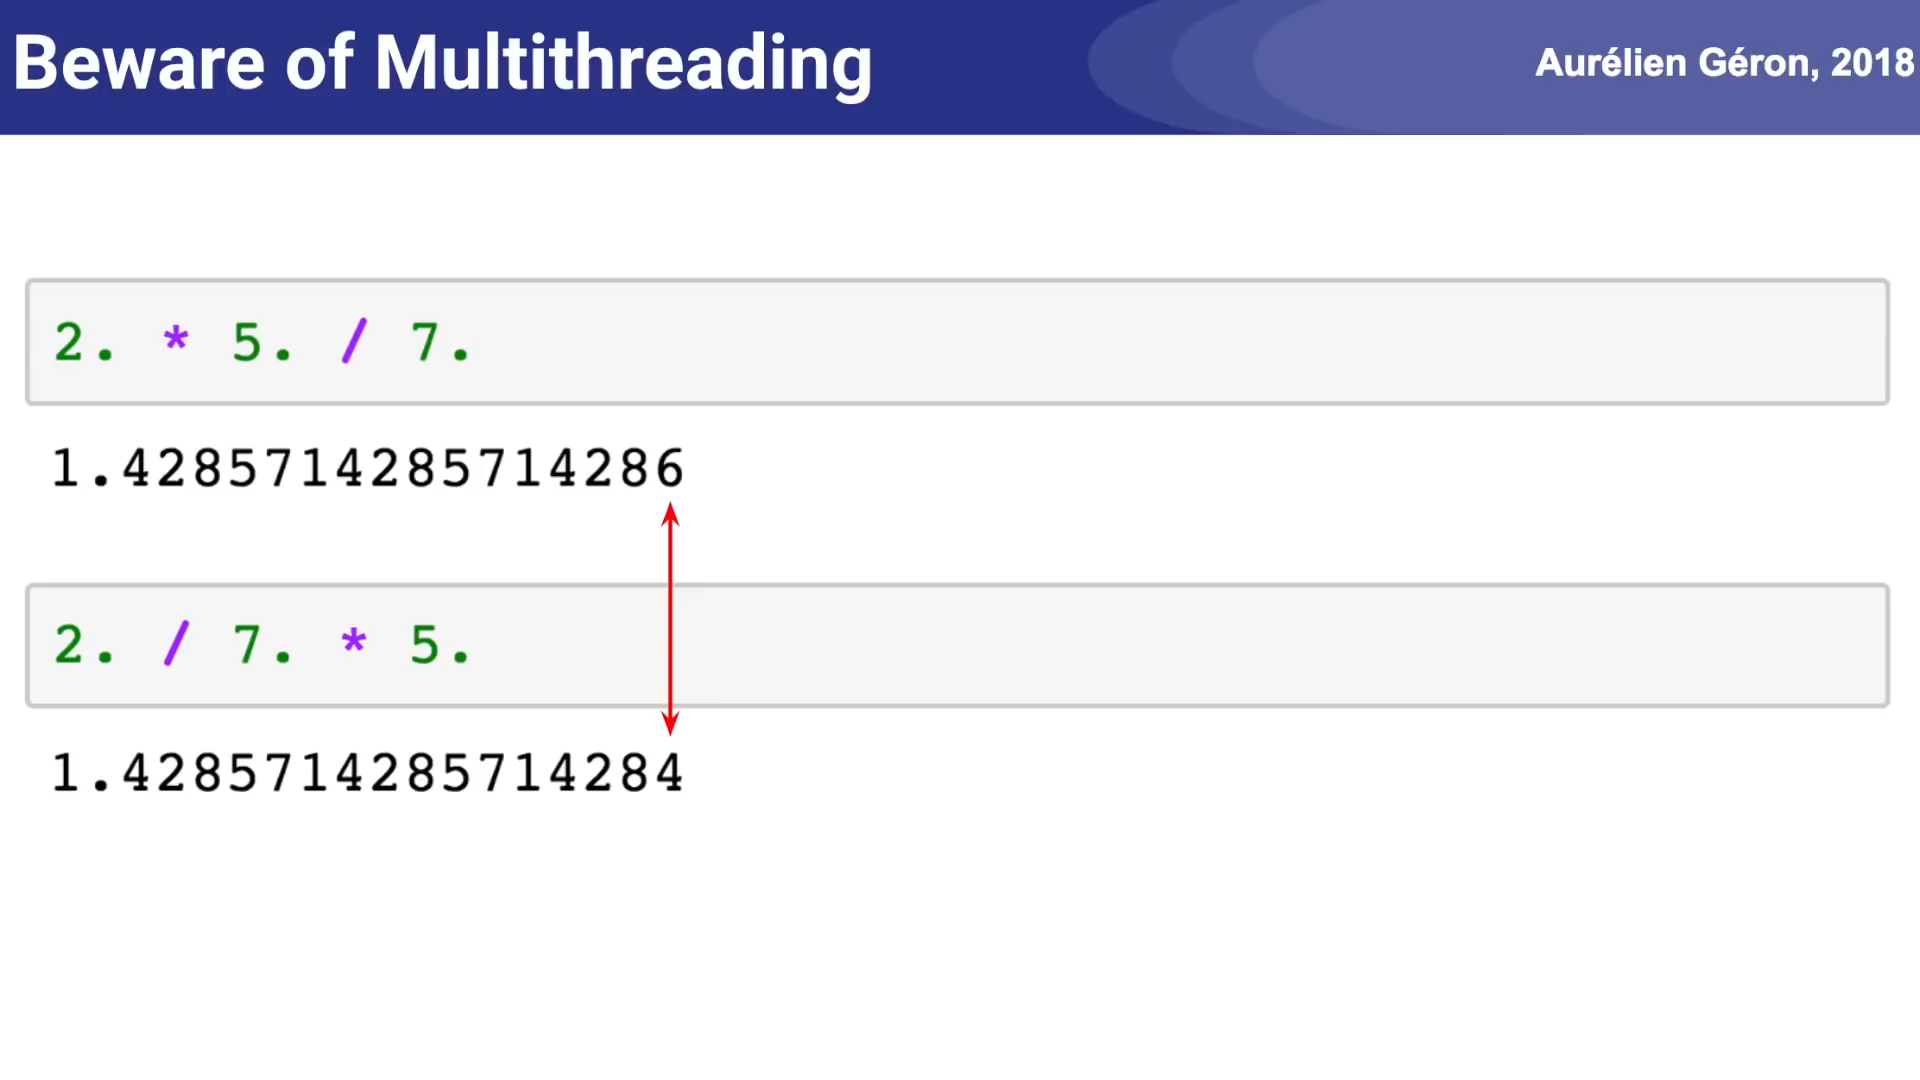 Beware of Multithreading
Aurélien Géron, 2018
2. * 5. / 7.
1.4285714285714286
2. / 7. * 5.
1.4285714285714284